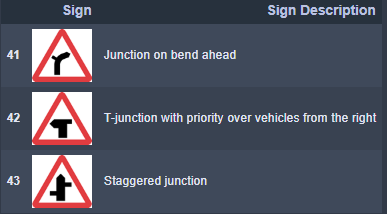 Sign Sign Description
41 Junction on bend ahead
42 T-junction with priority over vehicles from the right
43 Staggered junction